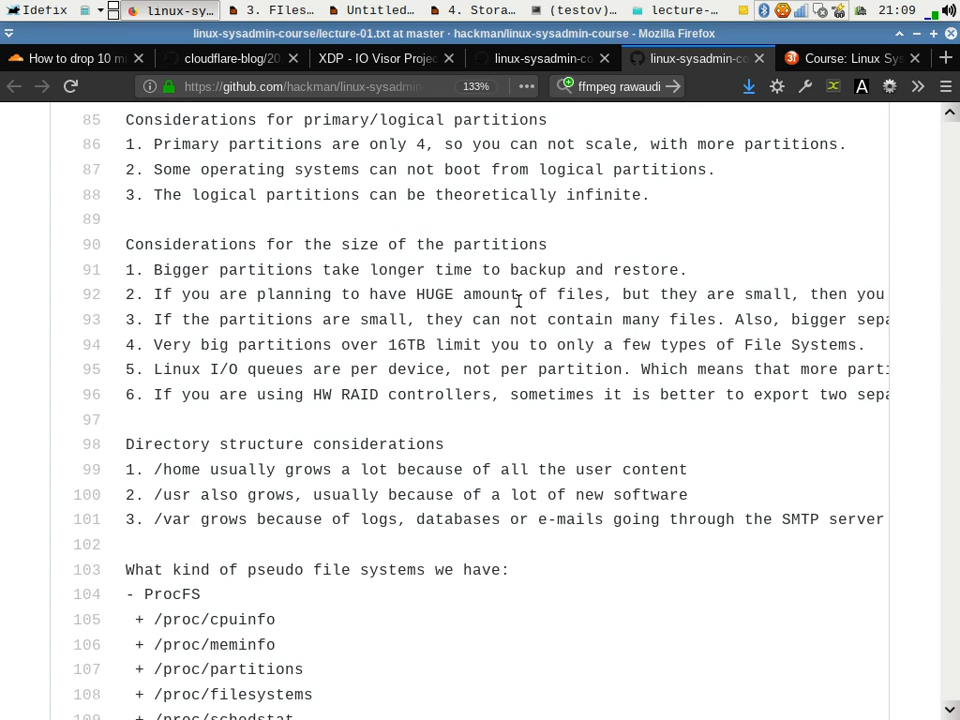 Idefix
linux-sy...
3. FIles...
Untitled...
4. Stora...
(testov)...
lecture-...
21:09
linux-sysadmin-course/lecture-01.txt at master · hackman/linux-sysadmin-course - Mozilla Firefox
How to drop 10 mi
cloudflare-blog/20
XDP - IO Visor Projec
linux-sysadmin-co
linux-sysadmin-co
Course: Linux Sys
https://github.com/hackman/linux-sysadmin
133%
ffmpeg rawaudi
85 Considerations for primary/logical partitions
86 1. Primary partitions are only 4, so you can not scale, with more partitions.
87 2. Some operating systems can not boot from logical partitions.
88 3. The logical partitions can be theoretically infinite.
89
90 Considerations for the size of the partitions
91 1. Bigger partitions take longer time to backup and restore.
92 2. If you are planning to have HUGE amount of files, but they are small, then you
93 3. If the partitions are small, they can not contain many files. Also, bigger sepa
94 4. Very big partitions over 16TB limit you to only a few types of File Systems.
95 5. Linux I/O queues are per device, not per partition. Which means that more parti
96 6. If you are using HW RAID controllers, sometimes it is better to export two sepa
97
98 Directory structure considerations
99 1. /home usually grows a lot because of all the user content
100 2. /usr also grows, usually because of a lot of new software
101 3. /var grows because of logs, databases or e-mails going through the SMTP server
102
103 What kind of pseudo file systems we have:
104 - ProcFS
105 + /proc/cpuinfo
106 + /proc/meminfo
107 + /proc/partitions
108 + /proc/filesystems
109 + /proc/schedstat